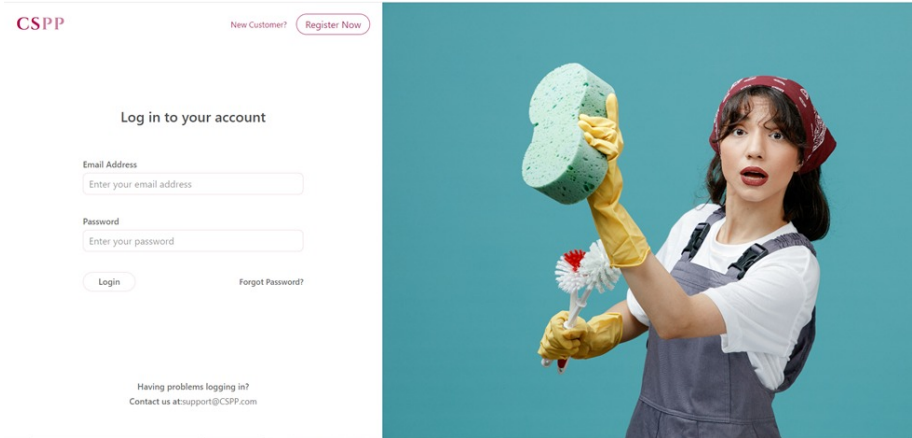 CSPP
New Customer? Register Now
Log in to your account
Email Address
Enter your email address
Password
Enter your password
Login Forgot Password?
Having problems logging in?
Contact us at:support@CSPP.com